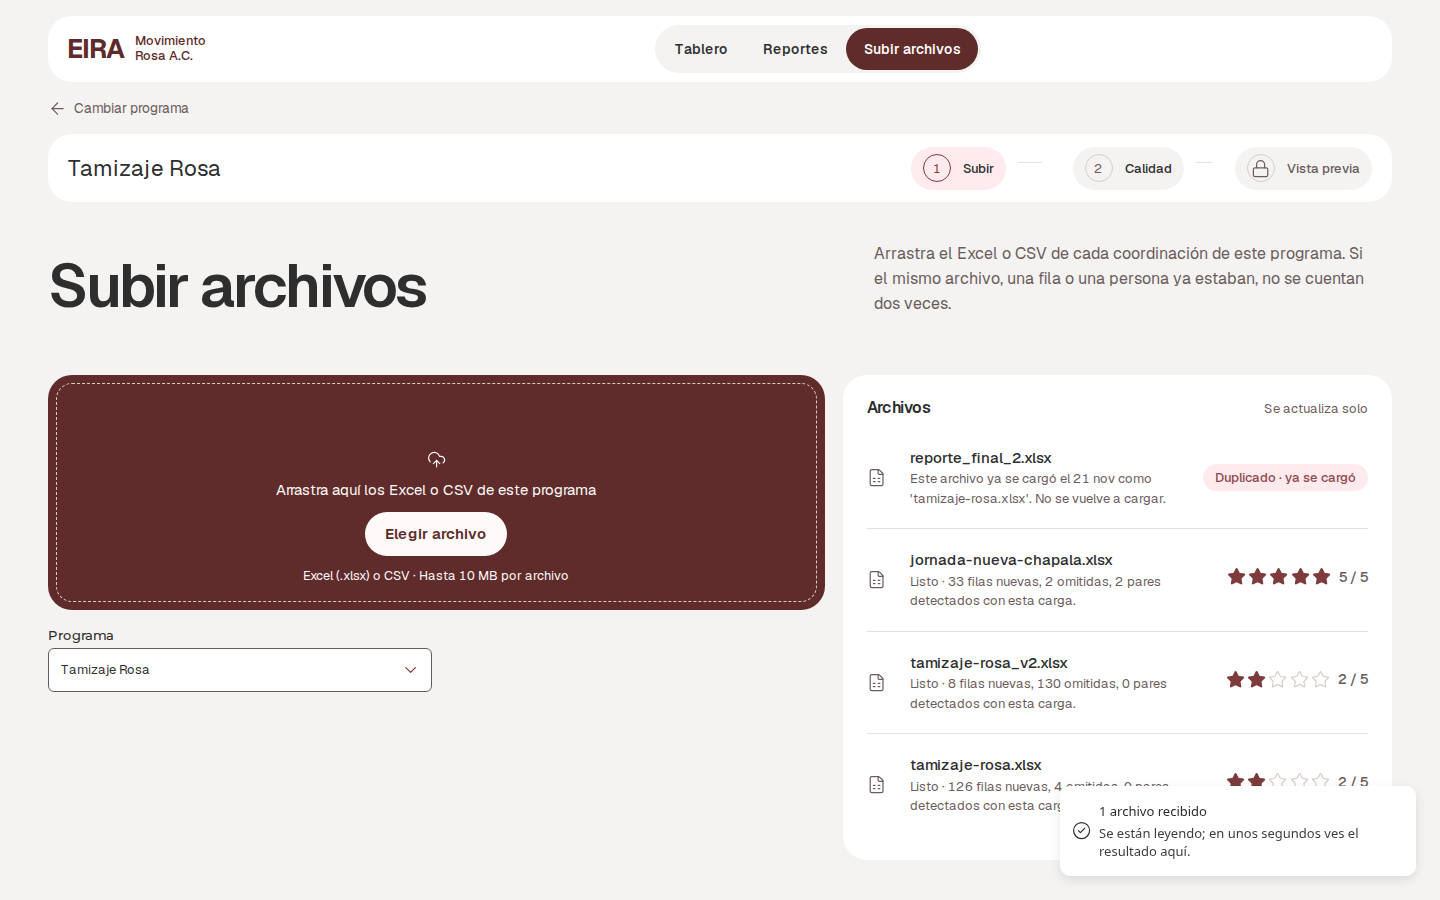 EIRA
Movimiento
Rosa A.C.
Tablero
Reportes
Subir archivos
Cambiar programa
Tamizaje Rosa
1
Subir
2
Calidad
Vista previa
Subir archivos
Arrastra el Excel o CSV de cada coordinación de este programa. Si
el mismo archivo, una fila o una persona ya estaban, no se cuentan
dos veces.
Arrastra aquí los Excel o CSV de este programa
Elegir archivo
Excel (.xlsx) o CSV · Hasta 10 MB por archivo
Programa
Tamizaje Rosa
Archivos
Se actualiza solo
reporte_final_2.xlsx
Este archivo ya se cargó el 21 nov como
'tamizaje-rosa.xlsx'. No se vuelve a cargar.
Duplicado · ya se cargó
jornada-nueva-chapala.xlsx
Listo · 33 filas nuevas, 2 omitidas, 2 pares
detectados con esta carga.
5 / 5
tamizaje-rosa_v2.xlsx
Listo · 8 filas nuevas, 130 omitidas, 0 pares
detectados con esta carga.
2 / 5
tamizaje-rosa.xlsx
Listo · 126 filas nuevas, 4 omitidas, 0 pares
detectados con esta
2 / 5
1 archivo recibido
Se están leyendo; en unos segundos ves el
resultado aquí.